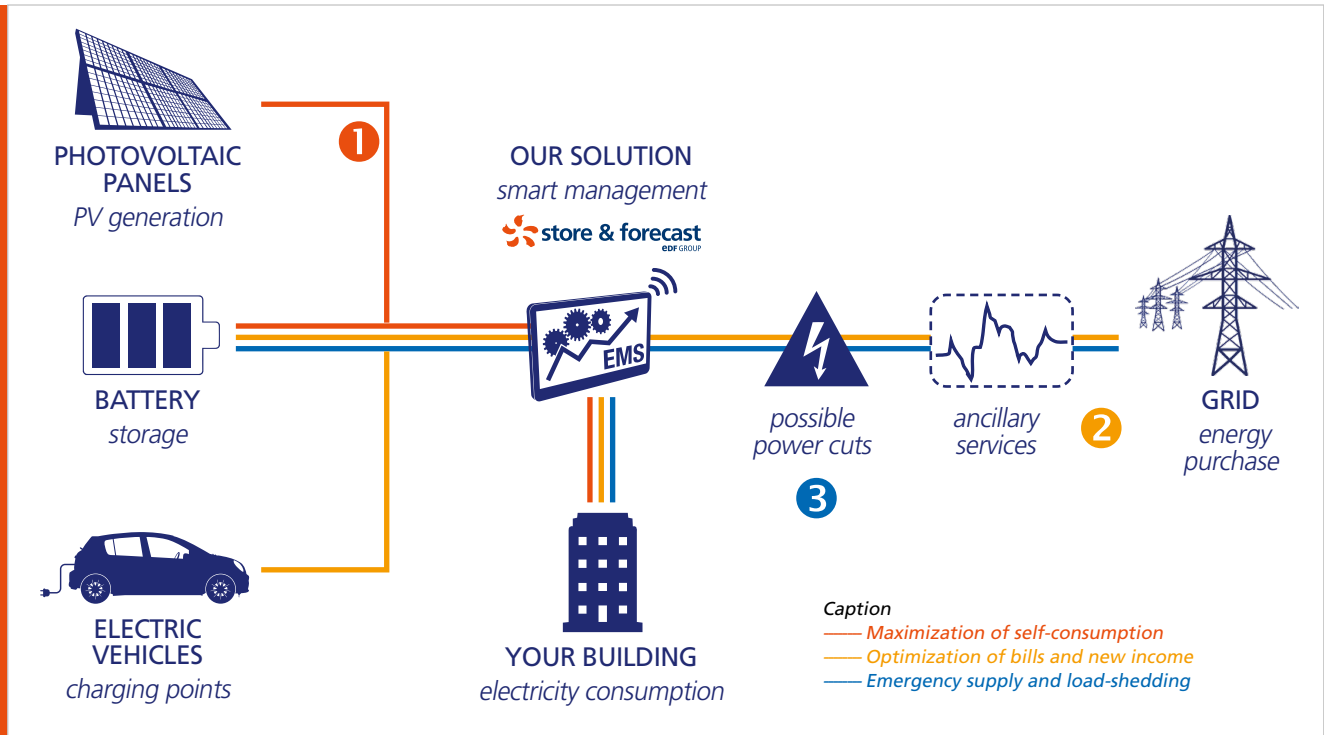 1
PHOTOVOLTAIC
PANELS
PV generation
BATTERY
storage
ELECTRIC
VEHICLES
charging points
OUR SOLUTION
smart management
store & forecast
eDF GROUP
EMS
YOUR BUILDING
electricity consumption
possible
power cuts
3
ancillary
services
2
GRID
energy
purchase
Caption
Maximization of self-consumption
Optimization of bills and new income
Emergency supply and load-shedding